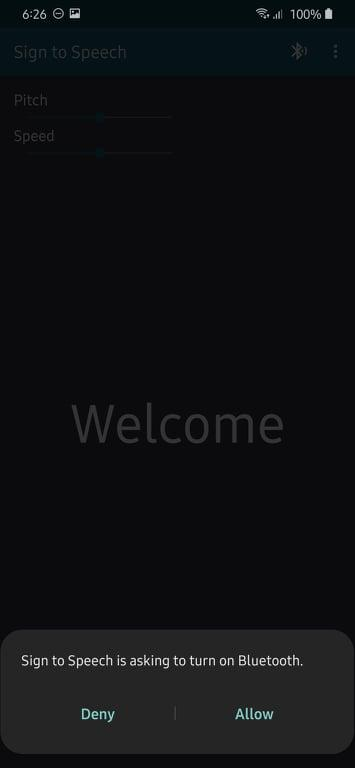 6:26 100%
Sign to Speech
Pitch
Speed
Welcome
Sign to Speech is asking to turn on Bluetooth.
Deny | Allow